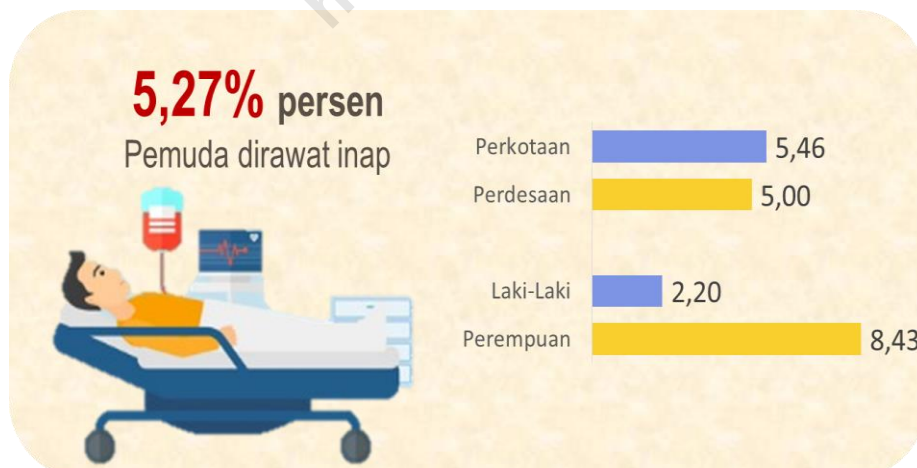 5,27% persen
Pemuda dirawat inap
Perkotaan 5,46
Perdesaan 5,00
Laki-Laki 2,20
Perempuan 8,43